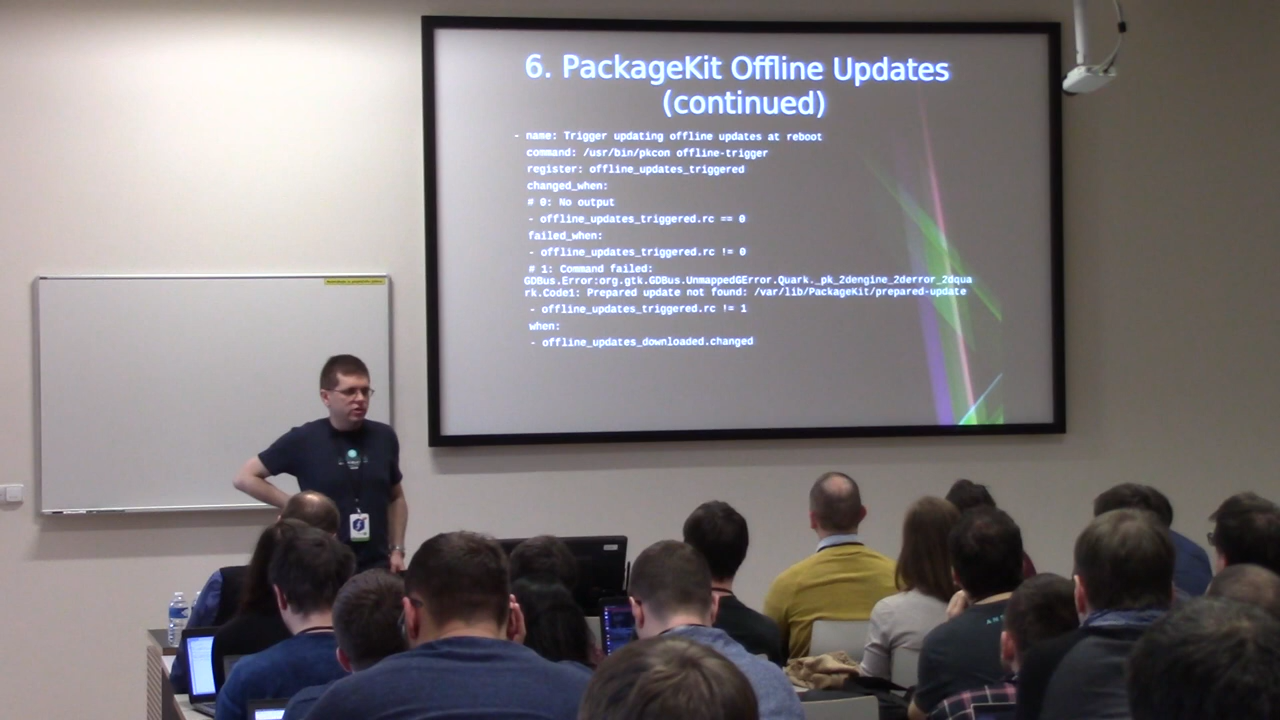 6. PackageKit Offline Updates
(continued)
- name: Trigger updating offline updates at reboot
command: /usr/bin/pkcon offline-trigger
register: offline_updates_triggered
changed_when:
# 0: No output
- offline_updates_triggered.rc == 0
failed_when:
- offline_updates_triggered.rc != 0
# 1: Command failed:
GDBus.Error:org.gtk.GDBus.UnmappedGError.Quark._pk_2dengine_2derror_2dqua
rk.Code1: Prepared update not found: /var/lib/PackageKit/prepared-update
- offline_updates_triggered.rc != 1
when:
- offline_updates_downloaded.changed